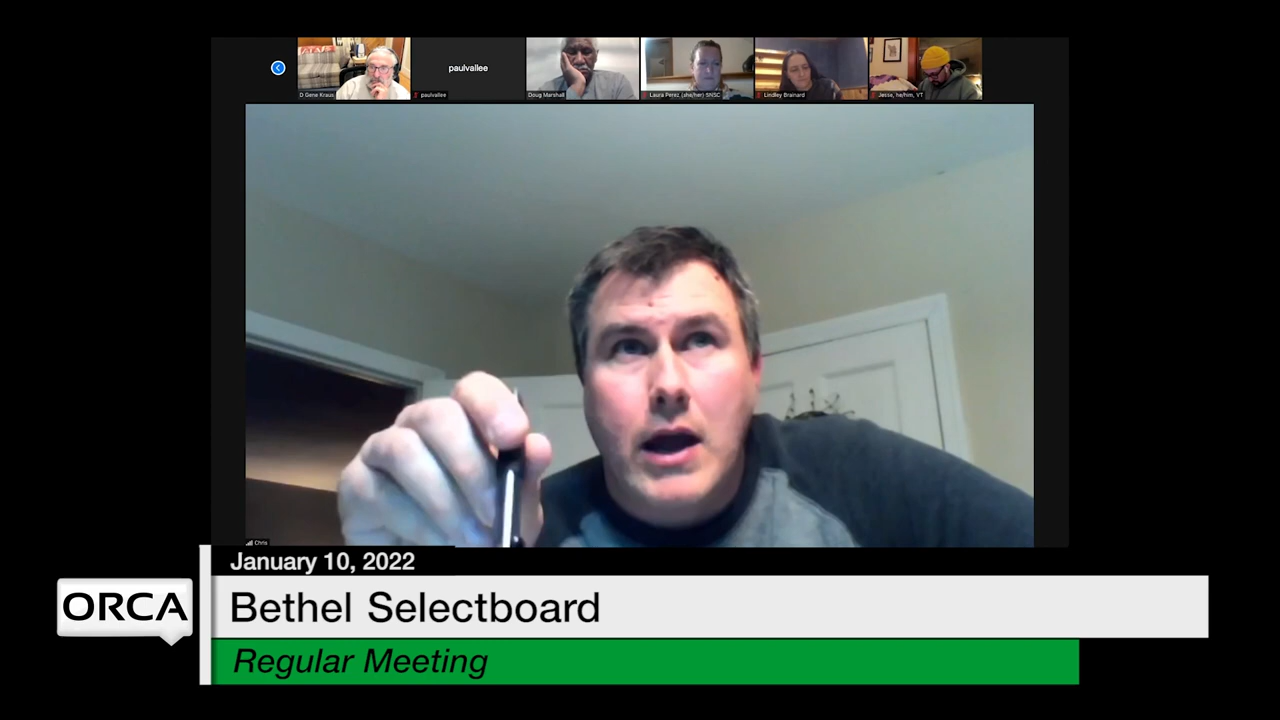 paulvallee
D Gene Kraus
paulvallee
Doug Marshall
Laura Perez (she/her) SNSC
Lindley Brainard
Jesse, he/him, VT
Chris
January 10, 2022
ORCA
Bethel Selectboard
Regular Meeting